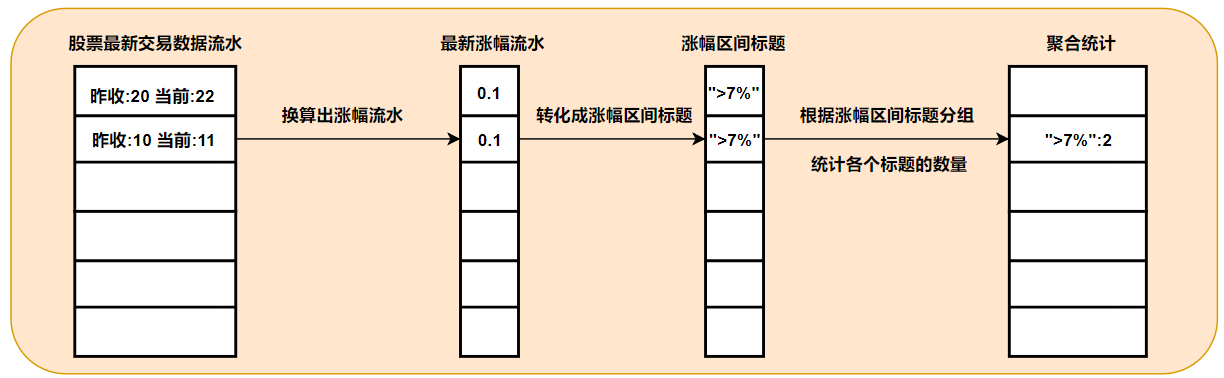 股票最新交易数据流水
最新涨幅流水
涨幅区间标题
聚合统计
昨收:20 当前:22
0.1
">7%"
换算出涨幅流水
转化成涨幅区间标题
根据涨幅区间标题分组
昨收:10 当前:11
0.1
">7%"
">7%":2
统计各个标题的数量